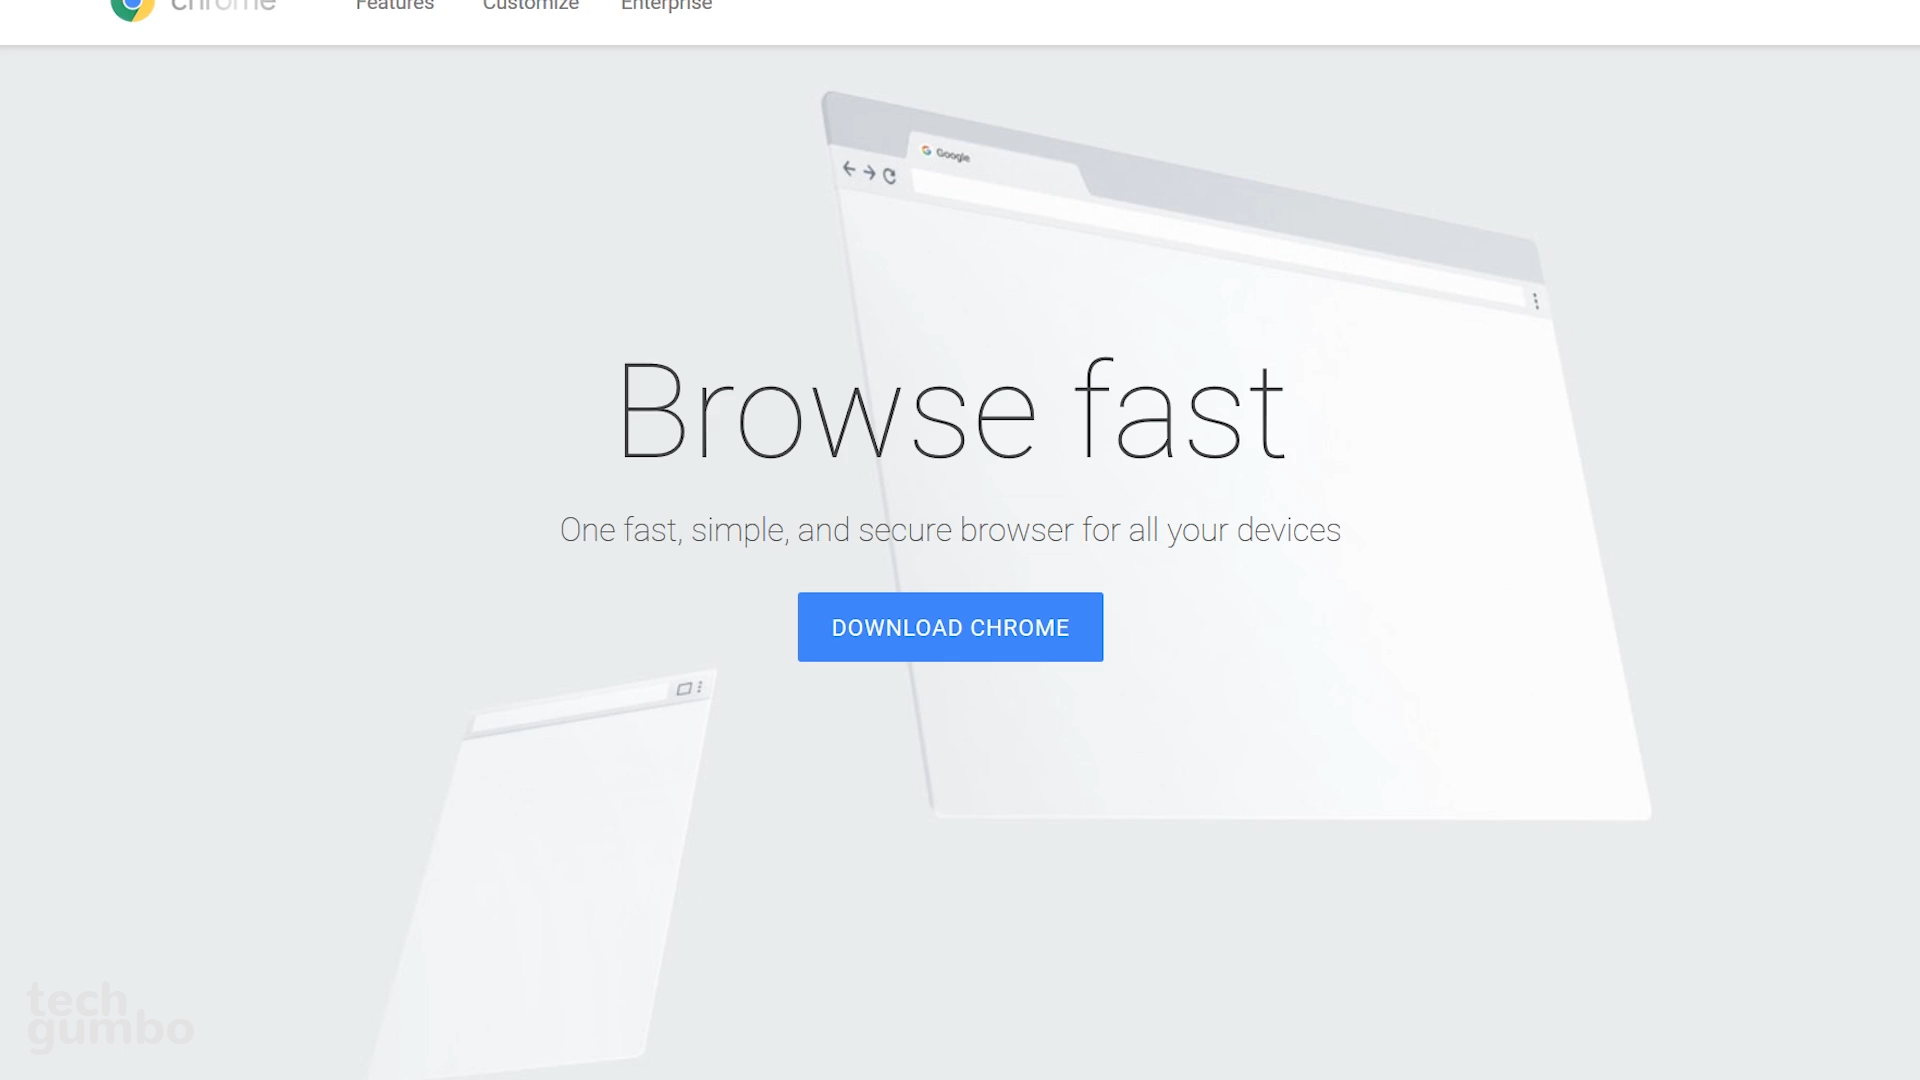 chrome
Features
Customize
Enterprise
Google
Browse fast
One fast, simple, and secure browser for all your devices
DOWNLOAD CHROME
tech
gumbo